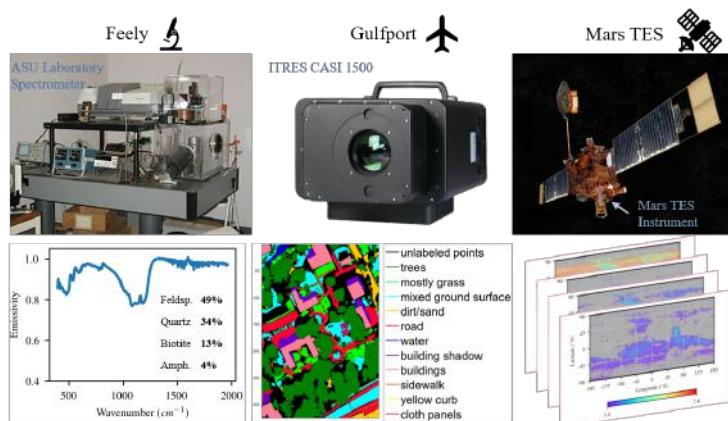 Feely
Gulfport
Mars TES
ASU Laboratory
Spectrometer
ITRES CASI 1500
Mars TES
Instrument
1.0
0.8
0.6
0.4
Emissivity
Feldsp. 49%
Quartz 34%
Biotite 13%
Amph. 4%
500
1000
1500
2000
Wavenumber (cm⁻¹)
unlabeled points
trees
mostly grass
mixed ground surface
dirt/sand
road
water
building shadow
buildings
sidewalk
yellow curb
cloth panels